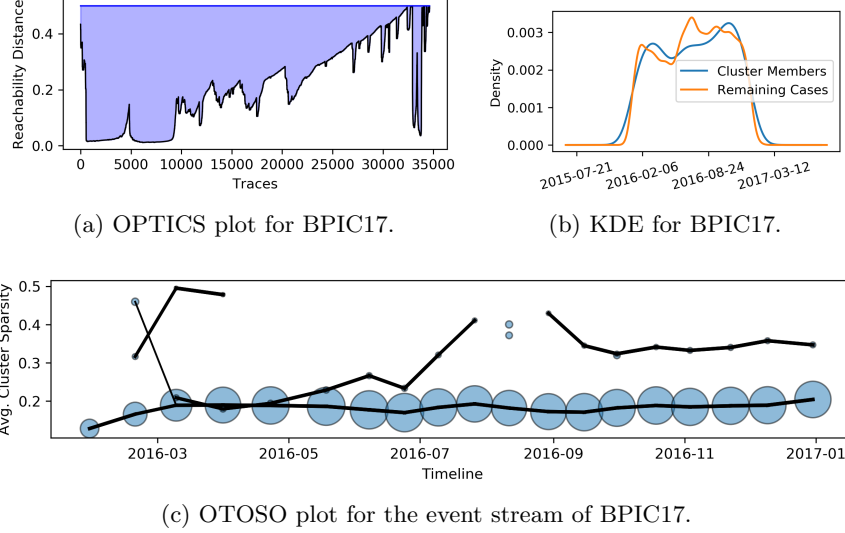 Reachability Distance
0.4
0.2
0.0
0
5000
10000
15000
20000
25000
30000
35000
Traces
(a) OPTICS plot for BPIC17.
Density
0.003
0.002
0.001
0.000
Cluster Members
Remaining Cases
2015-07-21
2016-02-06
2016-08-24
2017-03-12
(b) KDE for BPIC17.
Avg. Cluster Sparsity
0.5
0.4
0.3
0.2
2016-03
2016-05
2016-07
2016-09
2016-11
2017-01
Timeline
(c) OTOSO plot for the event stream of BPIC17.